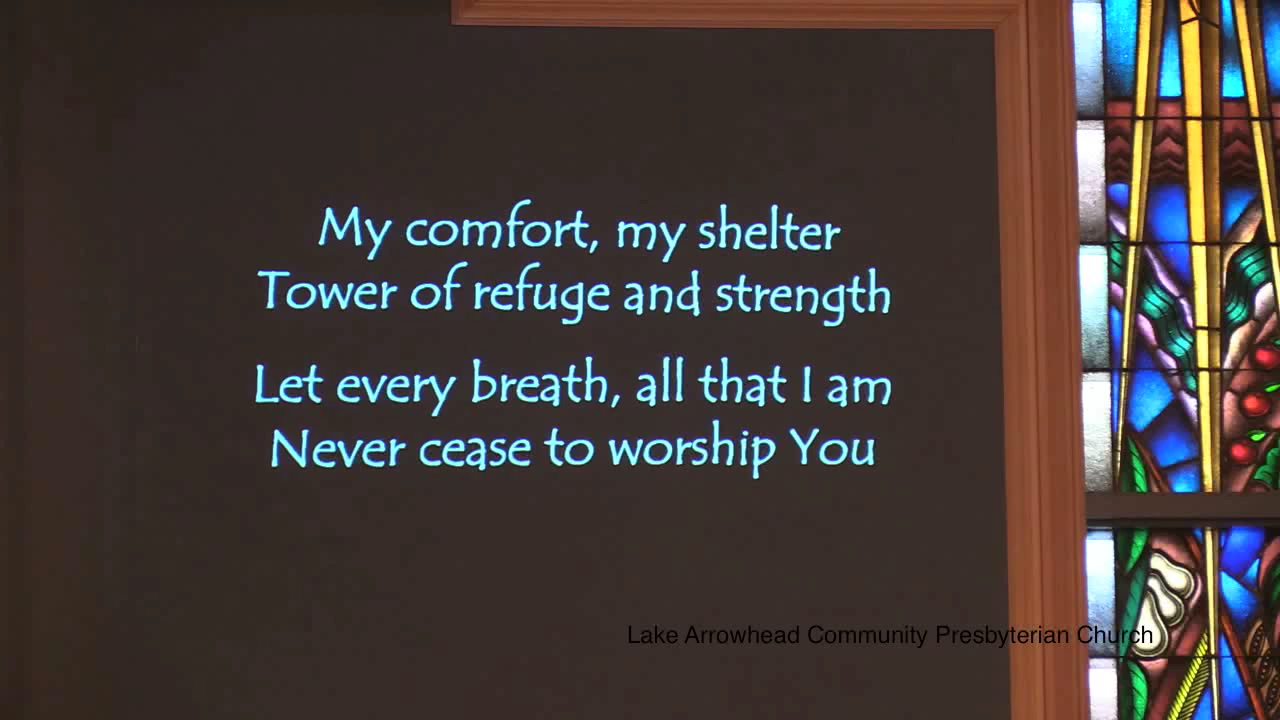 My comfort, my shelter
Tower of refuge and strength
Let every breath, all that I am
Never cease to worship You
Lake Arrowhead Community Presbyterian Church